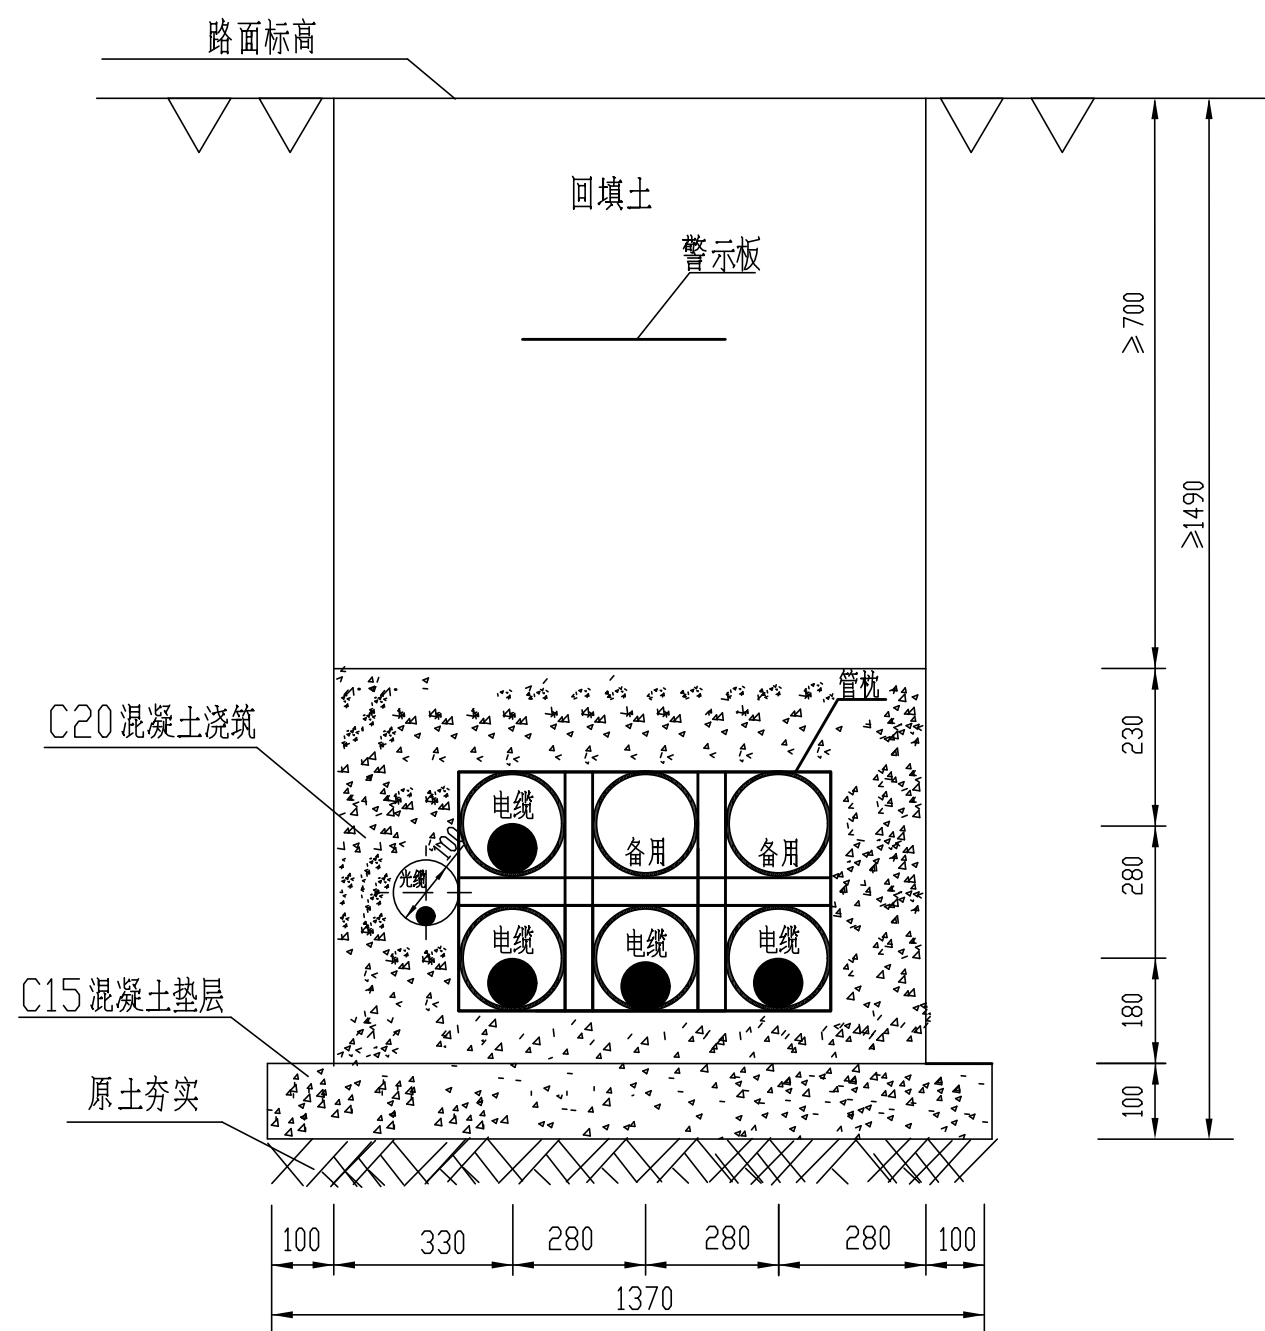 路面标高
回填土
警示板
≥700
≥1490
管枕
C20混凝土浇筑
230
电缆
备用
备用
280
100
光缆
电缆
电缆
电缆
C15混凝土垫层
180
原土夯实
100
100
330
280
280
280
100
1370